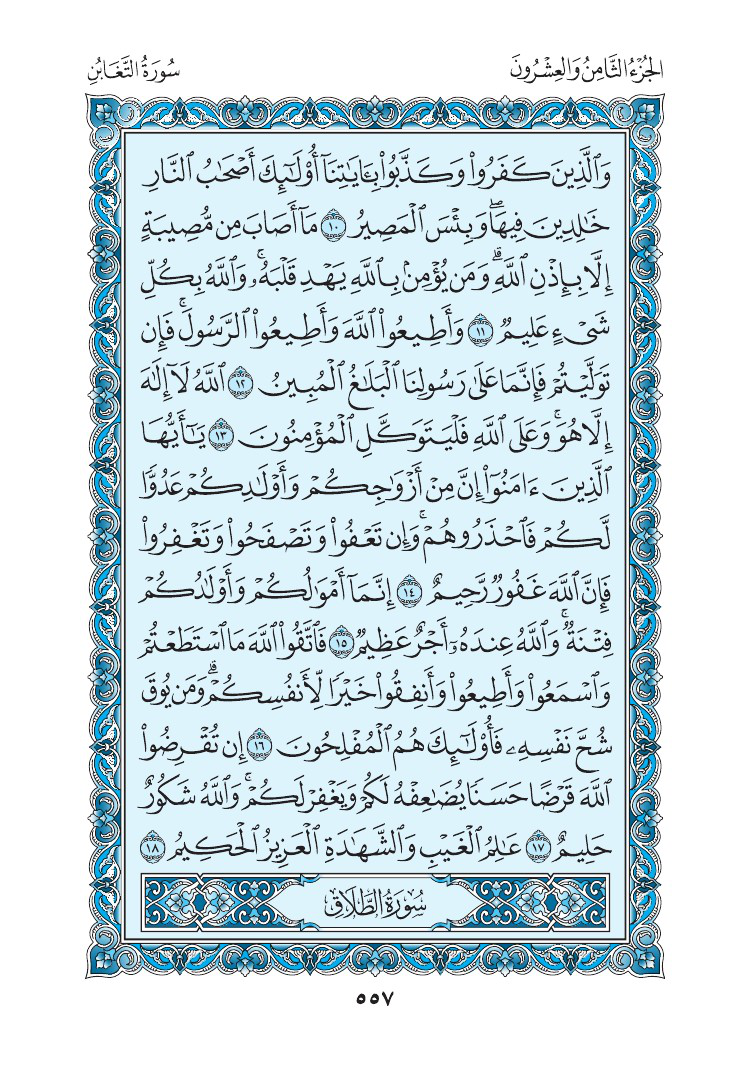 الجُزْءُ الثَّامِنُ وَالعِشْرُونَ
سُورَةُ التَّغَابُنِ
وَٱلَّذِينَ كَفَرُوا۟ وَكَذَّبُوا۟ بِـَٔايَـٰتِنَآ أُو۟لَـٰٓئِكَ أَصْحَـٰبُ ٱلنَّارِ
خَـٰلِدِينَ فِيهَا ۖ وَبِئْسَ ٱلْمَصِيرُ ١٠ مَآ أَصَابَ مِن مُّصِيبَةٍ
إِلَّا بِإِذْنِ ٱللَّهِ ۗ وَمَن يُؤْمِنۢ بِٱللَّهِ يَهْدِ قَلْبَهُۥ ۚ وَٱللَّهُ بِكُلِّ
شَىْءٍ عَلِيمٌ ١١ وَأَطِيعُوا۟ ٱللَّهَ وَأَطِيعُوا۟ ٱلرَّسُولَ ۚ فَإِن
تَوَلَّيْتُمْ فَإِنَّمَا عَلَىٰ رَسُولِنَا ٱلْبَلَـٰغُ ٱلْمُبِينُ ١٢ ٱللَّهُ لَآ إِلَـٰهَ
إِلَّا هُوَ ۚ وَعَلَى ٱللَّهِ فَلْيَتَوَكَّلِ ٱلْمُؤْمِنُونَ ١٣ يَـٰٓأَيُّهَا
ٱلَّذِينَ ءَامَنُوٓا۟ إِنَّ مِنْ أَزْوَٰجِكُمْ وَأَوْلَـٰدِكُمْ عَدُوًّا
لَّكُمْ فَٱحْذَرُوهُمْ ۚ وَإِن تَعْفُوا۟ وَتَصْفَحُوا۟ وَتَغْفِرُوا۟
فَإِنَّ ٱللَّهَ غَفُورٌ رَّحِيمٌ ١٤ إِنَّمَآ أَمْوَٰلُكُمْ وَأَوْلَـٰدُكُمْ
فِتْنَةٌ ۚ وَٱللَّهُ عِندَهُۥٓ أَجْرٌ عَظِيمٌ ١٥ فَٱتَّقُوا۟ ٱللَّهَ مَا ٱسْتَطَعْتُمْ
وَٱسْمَعُوا۟ وَأَطِيعُوا۟ وَأَنفِقُوا۟ خَيْرًا لِّأَنفُسِكُمْ ۗ وَمَن يُوقَ
شُحَّ نَفْسِهِۦ فَأُو۟لَـٰٓئِكَ هُمُ ٱلْمُفْلِحُونَ ١٦ إِن تُقْرِضُوا۟
ٱللَّهَ قَرْضًا حَسَنًا يُضَـٰعِفْهُ لَكُمْ وَيَغْفِرْ لَكُمْ ۚ وَٱللَّهُ شَكُورٌ
حَلِيمٌ ١٧ عَـٰلِمُ ٱلْغَيْبِ وَٱلشَّهَـٰدَةِ ٱلْعَزِيزُ ٱلْحَكِيمُ ١٨
سُورَةُ الطَّلَاقِ
٥٥٧